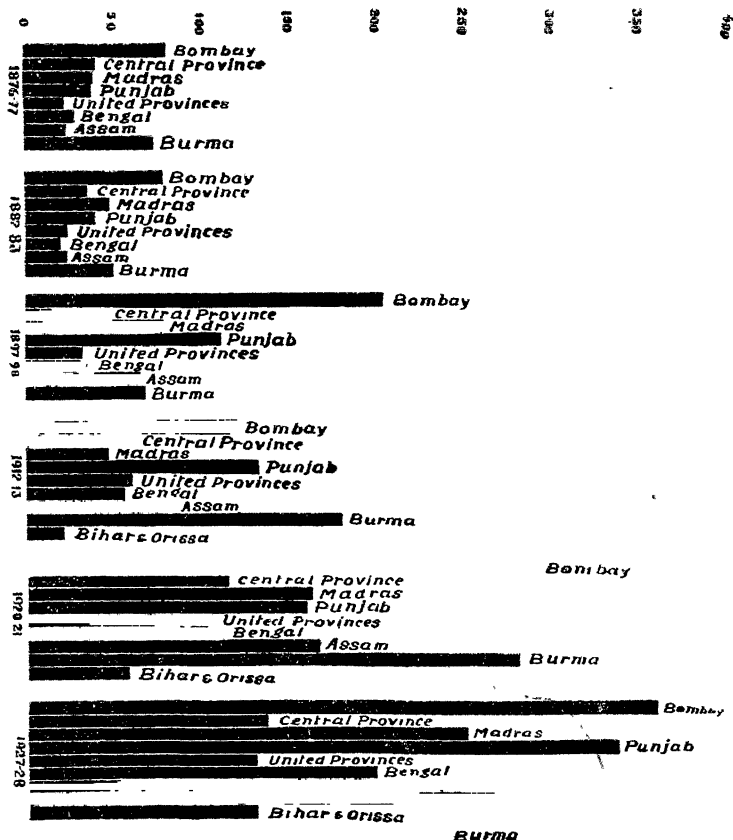 0 50 100 150 200 250 300 350 400
1876-77
Bombay
Central Province
Madras
Punjab
United Provinces
Bengal
Assam
Burma
1882-83
Bombay
Central Province
Madras
Punjab
United Provinces
Bengal
Assam
Burma
1897-98
Bombay
Central Province
Madras
Punjab
United Provinces
Bengal
Assam
Burma
1912 13
Bombay
Central Province
Madras
Punjab
United Provinces
Bengal
Assam
Burma
Bihar & Orissa
1920 21
Bombay
Central Province
Madras
Punjab
United Provinces
Bengal
Assam
Burma
Bihar & Orissa
1927-28
Bombay
Central Province
Madras
Punjab
United Provinces
Bengal
Bihar & Orissa
Burma